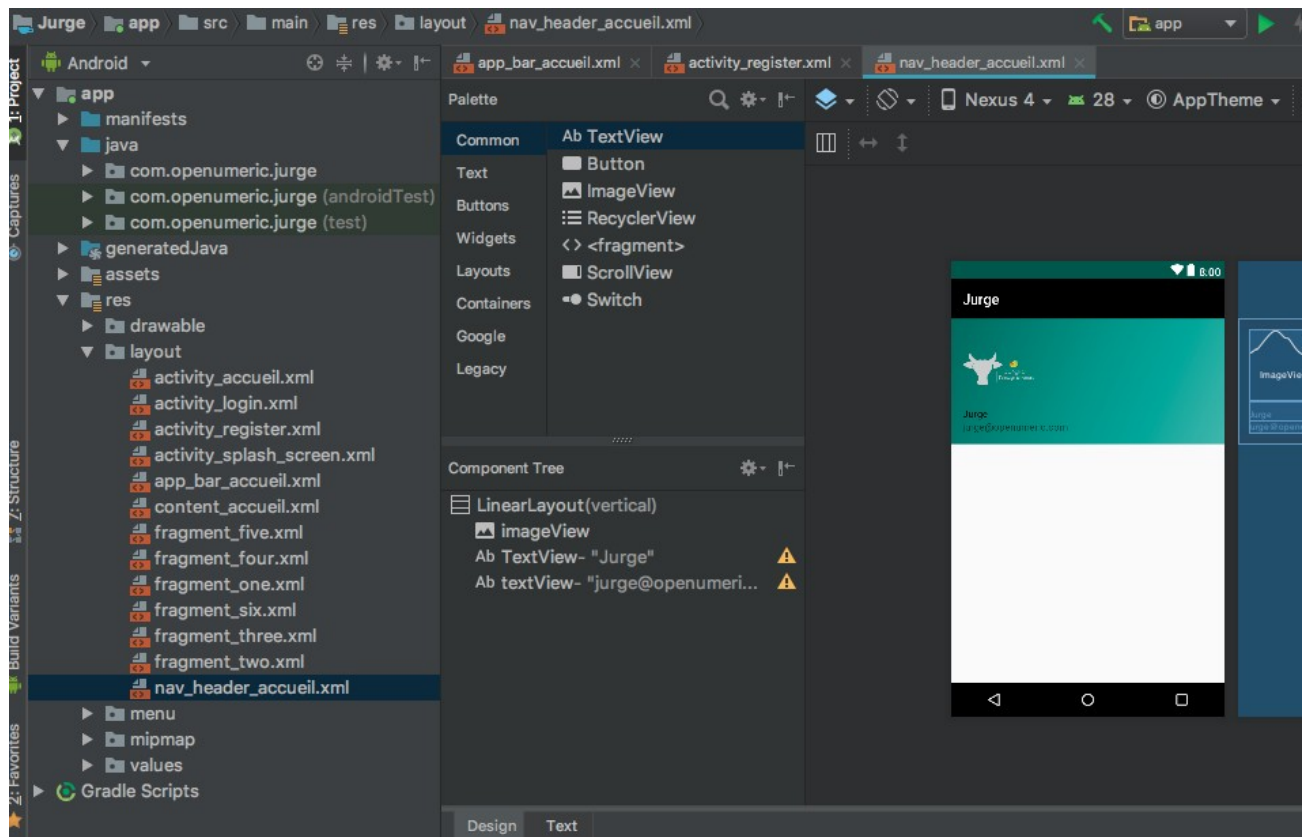 Jurge app src main res layout nav_header_accueil.xml
app
Android
app_bar_accueil.xml
activity_register.xml
nav_header_accueil.xml
1: Project
Captures
7: Structure
Build Variants
2: Favorites
app
manifests
java
com.openumeric.jurge
com.openumeric.jurge (androidTest)
com.openumeric.jurge (test)
generatedJava
assets
res
drawable
layout
activity_accueil.xml
activity_login.xml
activity_register.xml
activity_splash_screen.xml
app_bar_accueil.xml
content_accueil.xml
fragment_five.xml
fragment_four.xml
fragment_one.xml
fragment_six.xml
fragment_three.xml
fragment_two.xml
nav_header_accueil.xml
menu
mipmap
values
Gradle Scripts
Palette
Common
Text
Buttons
Widgets
Layouts
Containers
Google
Legacy
Ab TextView
Button
ImageView
RecyclerView
<> <fragment>
ScrollView
Switch
Component Tree
LinearLayout(vertical)
imageView
Ab TextView- "Jurge"
Ab textView- "jurge@openumeri...
Design Text
Nexus 4 28 AppTheme
8:00
Jurge
Jurge
jurge@openumeric.com
ImageVie
Jurge